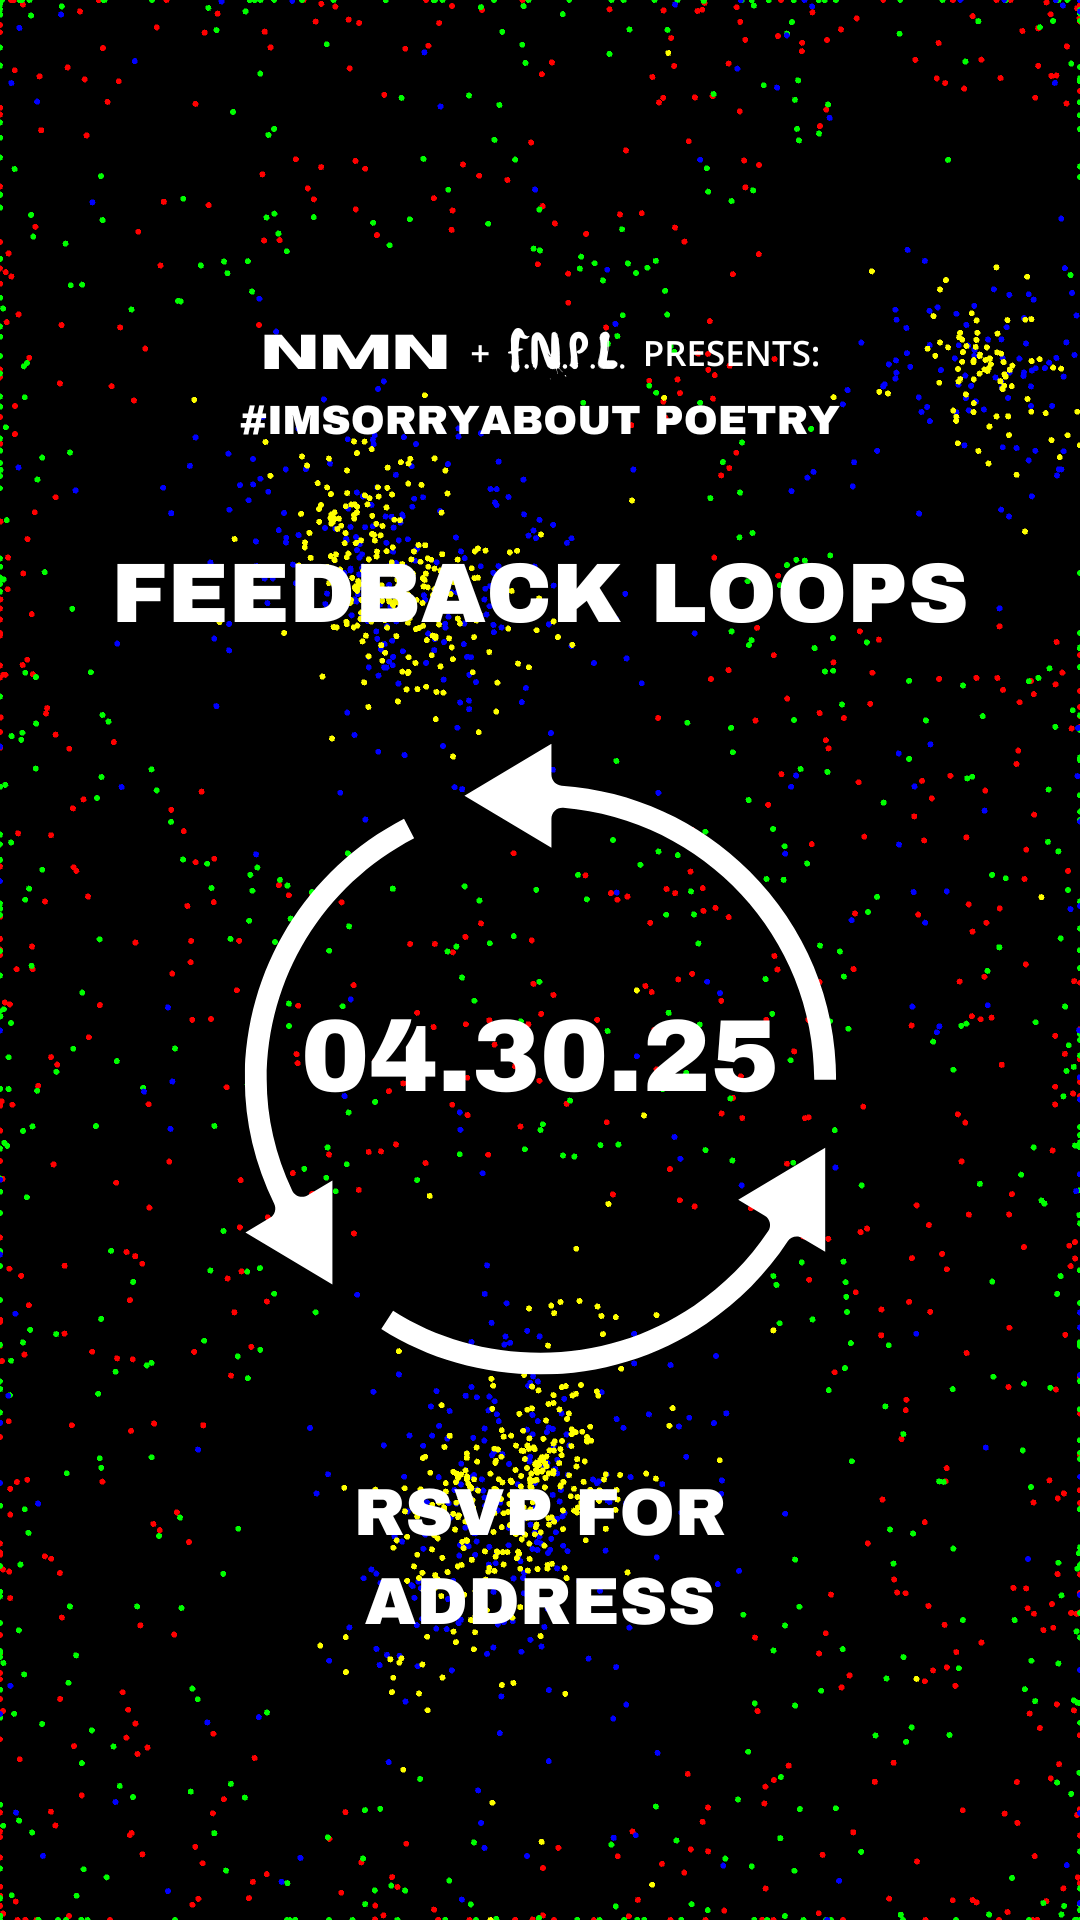 NMN + F.N.P.L. PRESENTS:
#IMSORRYABOUT POETRY
FEEDBACK LOOPS
04.30.25
RSVP FOR
ADDRESS